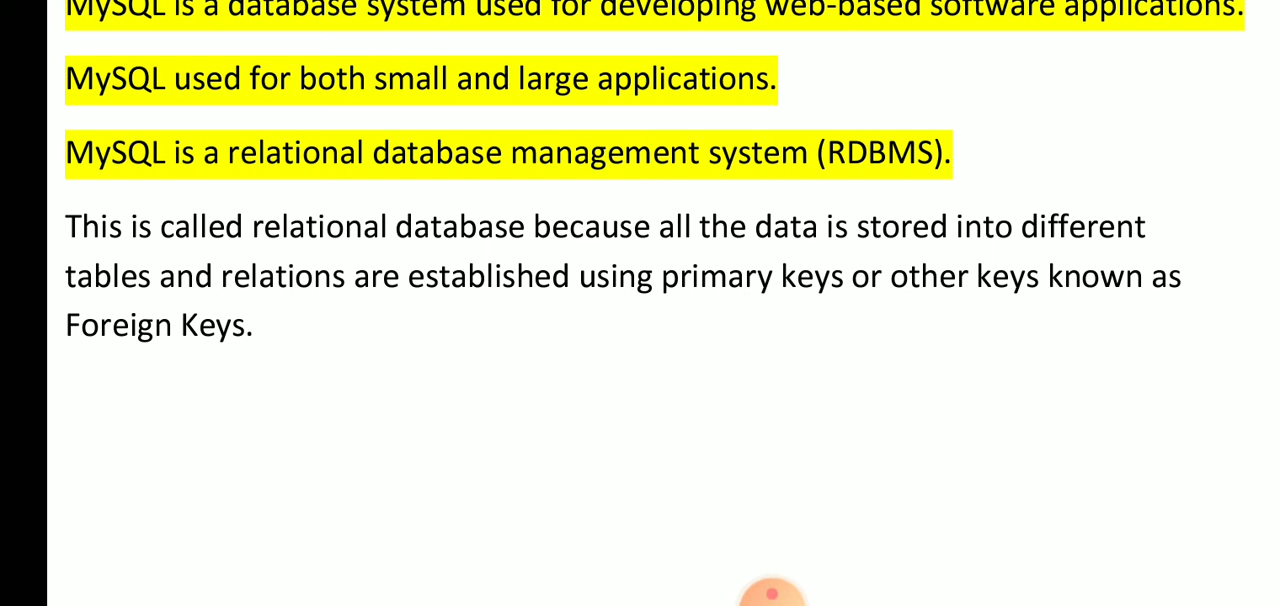 MySQL is a database system used for developing web-based software applications.
MySQL used for both small and large applications.
MySQL is a relational database management system (RDBMS).
This is called relational database because all the data is stored into different
tables and relations are established using primary keys or other keys known as
Foreign Keys.